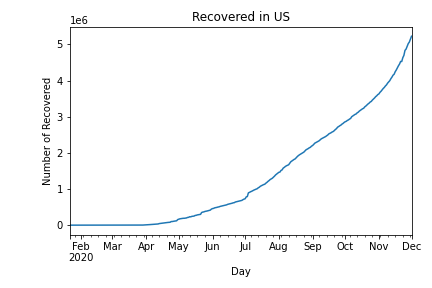 Recovered in US
1e6
Number of Recovered
5
4
3
2
1
0
Feb Mar Apr May Jun Jul Aug Sep Oct Nov Dec
2020
Day